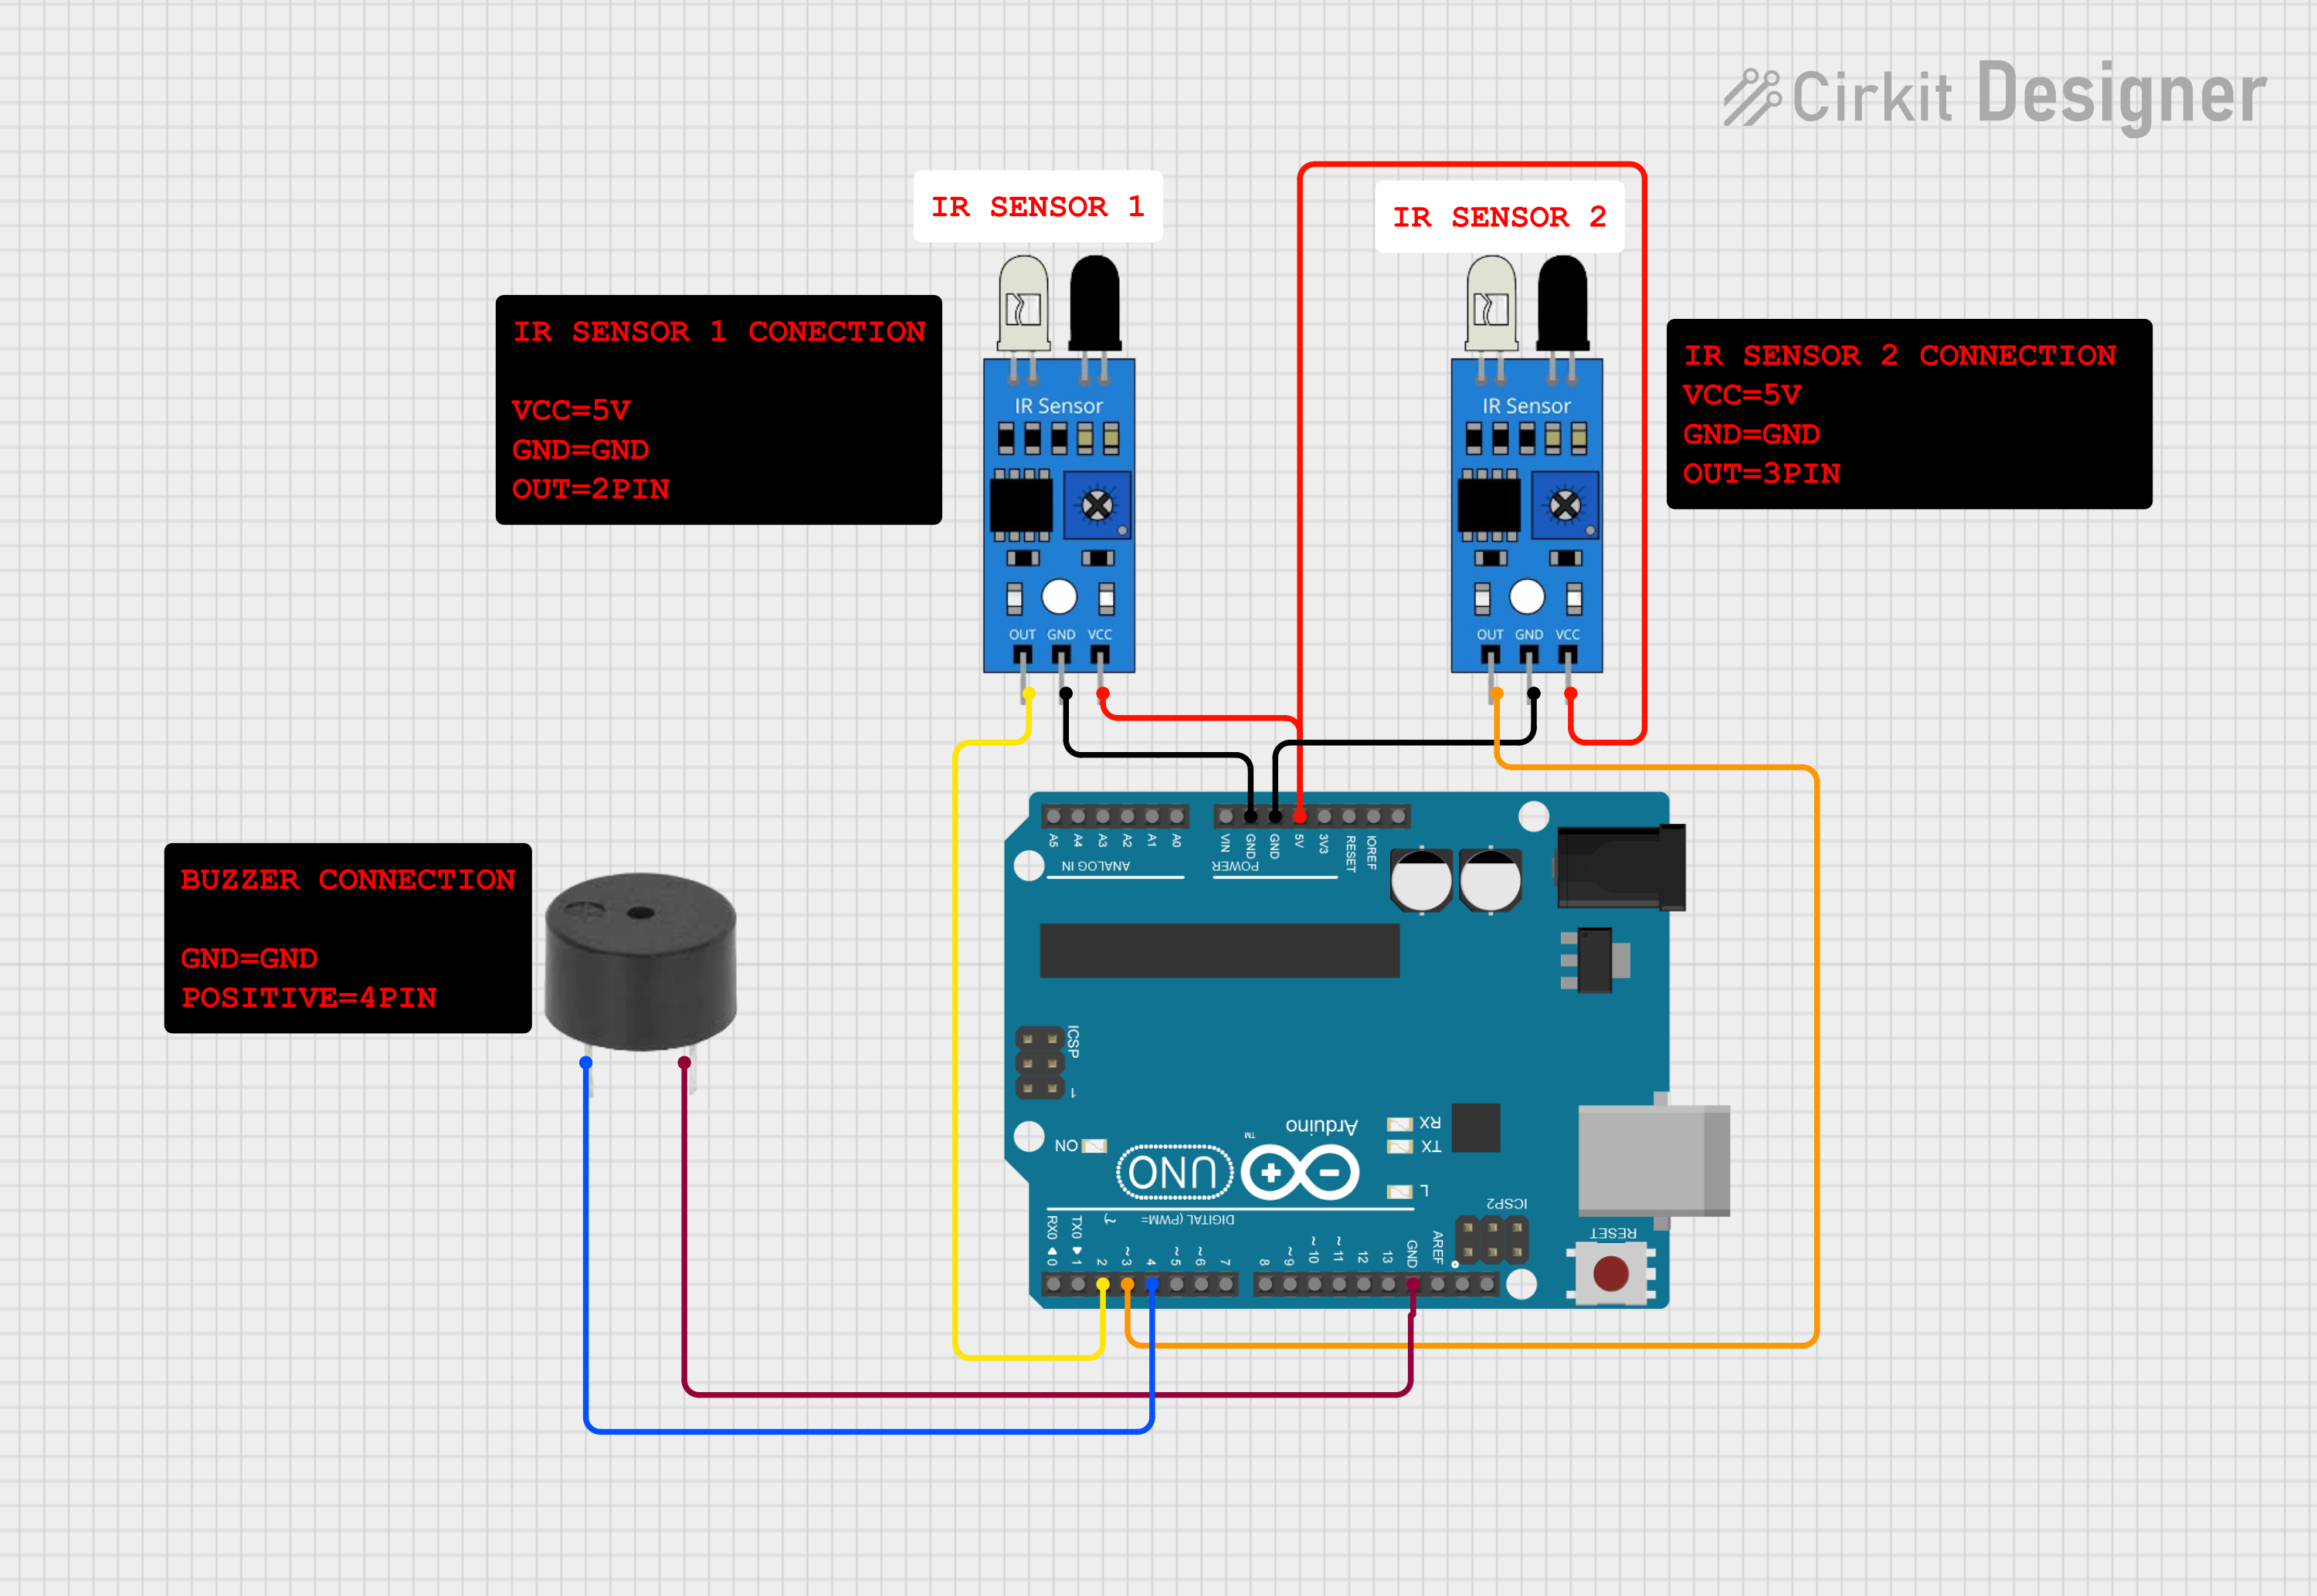 Cirkit Designer
IR SENSOR 1
IR SENSOR 2
IR SENSOR 1 CONECTION
VCC=5V
GND=GND
OUT=2PIN
IR SENSOR 2 CONNECTION
VCC=5V
GND=GND
OUT=3PIN
IR Sensor
OUT GND VCC
IR Sensor
OUT GND VCC
BUZZER CONNECTION
GND=GND
POSITIVE=4PIN
A5 A4 A3 A2 A1 A0
ANALOG IN
VIN GND GND 5V 3V3 RESET IOREF
POWER
ICSP
1
ON
UNO
Arduino
TM
RX
TX
L
ICSP2
RESET
DIGITAL (PWM= ~
RX0 TX0
0 1 2 ~3 4 ~5 ~6 7 8 ~9 ~10 ~11 12 13 GND AREF